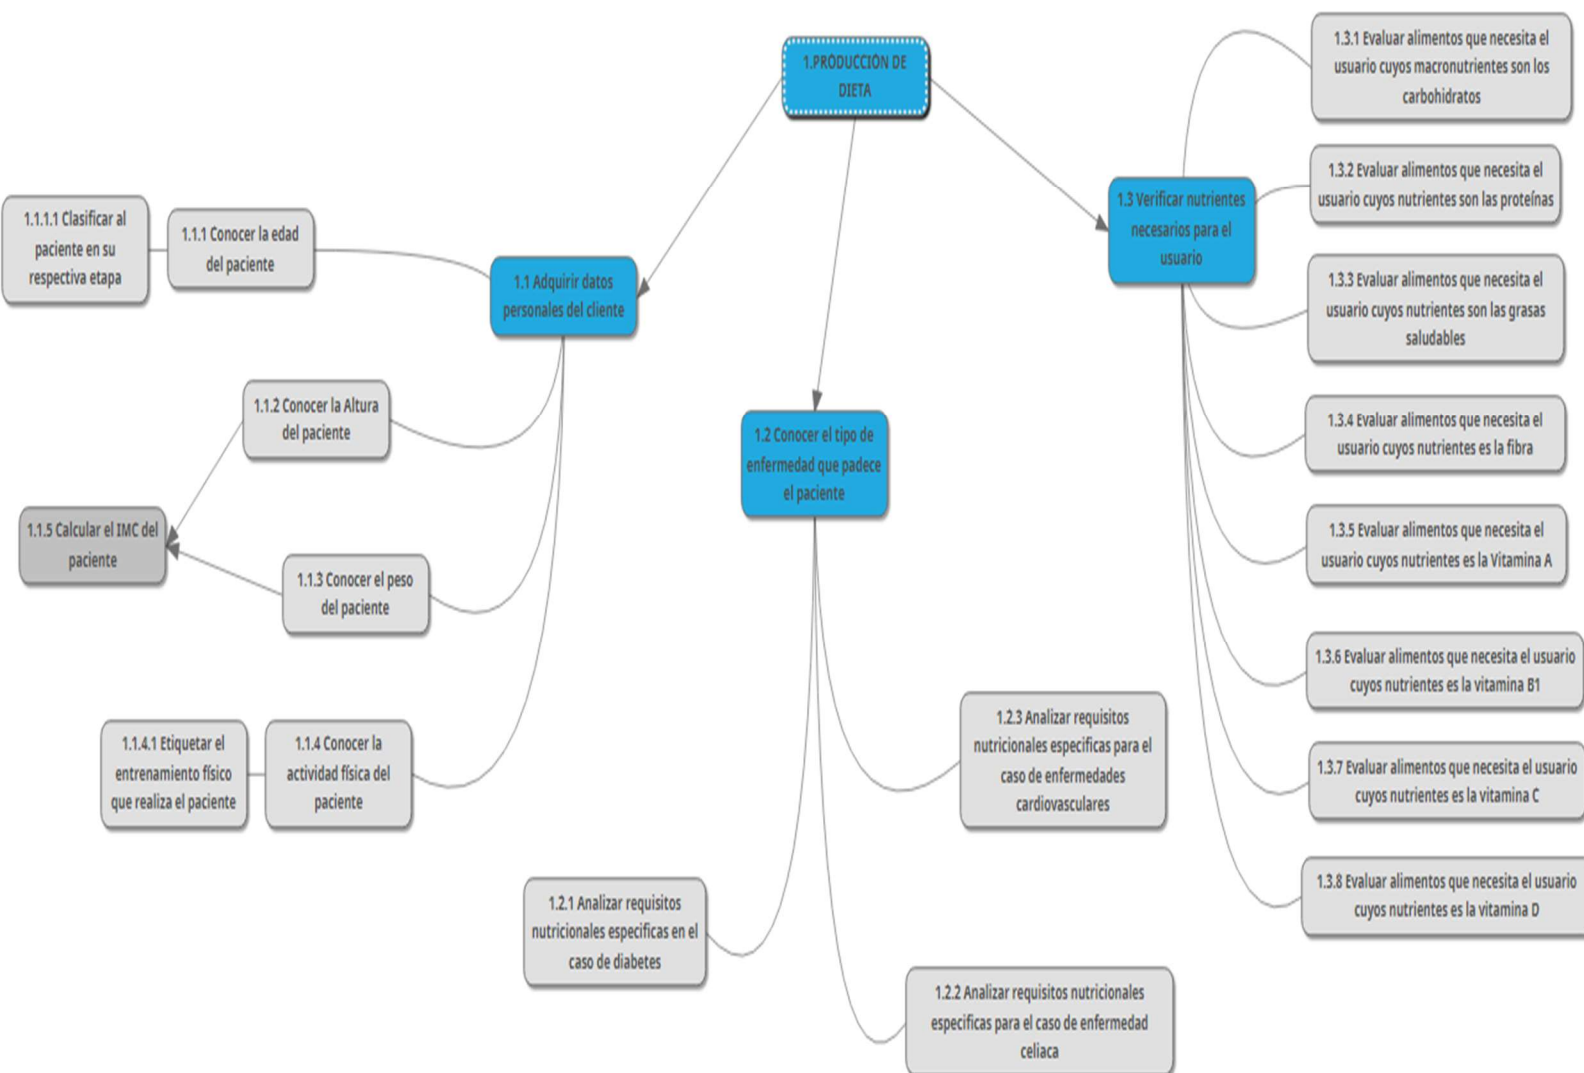 1.PRODUCCIÓN DE
DIETA
1.1 Adquirir datos
personales del cliente
1.1.1 Conocer la edad
del paciente
1.1.1.1 Clasificar al
paciente en su
respectiva etapa
1.1.2 Conocer la Altura
del paciente
1.1.3 Conocer el peso
del paciente
1.1.5 Calcular el IMC del
paciente
1.1.4 Conocer la
actividad física del
paciente
1.1.4.1 Etiquetar el
entrenamiento físico
que realiza el paciente
1.2 Conocer el tipo de
enfermedad que padece
el paciente
1.2.1 Analizar requisitos
nutricionales especificas en el
caso de diabetes
1.2.2 Analizar requisitos nutricionales
especificas para el caso de enfermedad
celiaca
1.2.3 Analizar requisitos
nutricionales especificas para el
caso de enfermedades
cardiovasculares
1.3 Verificar nutrientes
necesarios para el
usuario
1.3.1 Evaluar alimentos que necesita el
usuario cuyos macronutrientes son los
carbohidratos
1.3.2 Evaluar alimentos que necesita el
usuario cuyos nutrientes son las proteínas
1.3.3 Evaluar alimentos que necesita el
usuario cuyos nutrientes son las grasas
saludables
1.3.4 Evaluar alimentos que necesita el
usuario cuyos nutrientes es la fibra
1.3.5 Evaluar alimentos que necesita el
usuario cuyos nutrientes es la Vitamina A
1.3.6 Evaluar alimentos que necesita el usuario
cuyos nutrientes es la vitamina B1
1.3.7 Evaluar alimentos que necesita el usuario
cuyos nutrientes es la vitamina C
1.3.8 Evaluar alimentos que necesita el usuario
cuyos nutrientes es la vitamina D